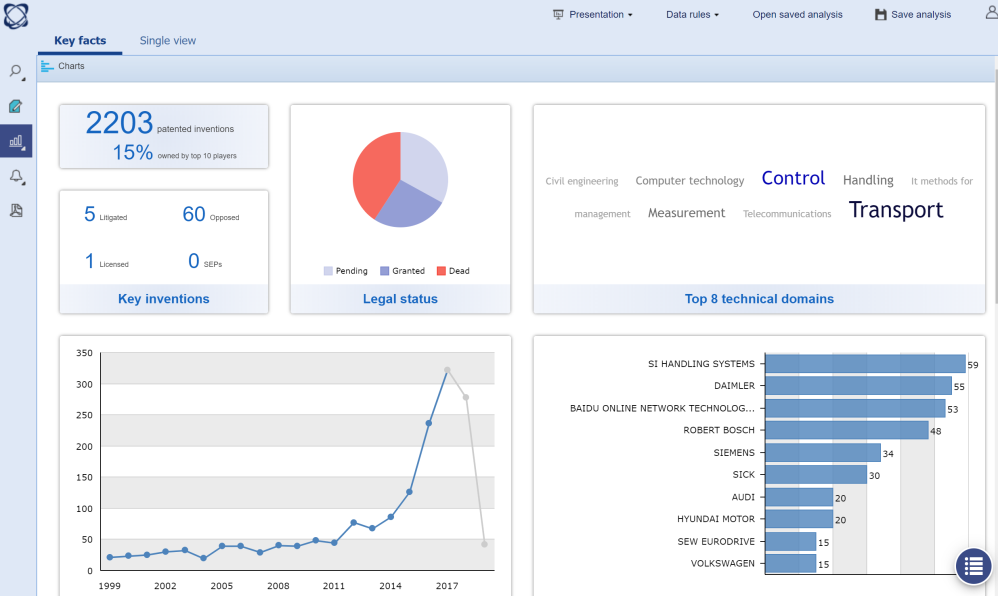 Presentation
Data rules
Open saved analysis
Save analysis
Key facts
Single view
Charts
2203 patented inventions
15% owned by top 10 players
5 Litigated
60 Opposed
1 Licensed
0 SEPs
Key inventions
Pending
Granted
Dead
Legal status
Civil engineering Computer technology Control Handling It methods for
management Measurement Telecommunications Transport
Top 8 technical domains
350
300
250
200
150
100
50
0
1999 2002 2005 2008 2011 2014 2017
SI HANDLING SYSTEMS 59
DAIMLER 55
BAIDU ONLINE NETWORK TECHNOLOG... 53
ROBERT BOSCH 48
SIEMENS 34
SICK 30
AUDI 20
HYUNDAI MOTOR 20
SEW EURODRIVE 15
VOLKSWAGEN 15